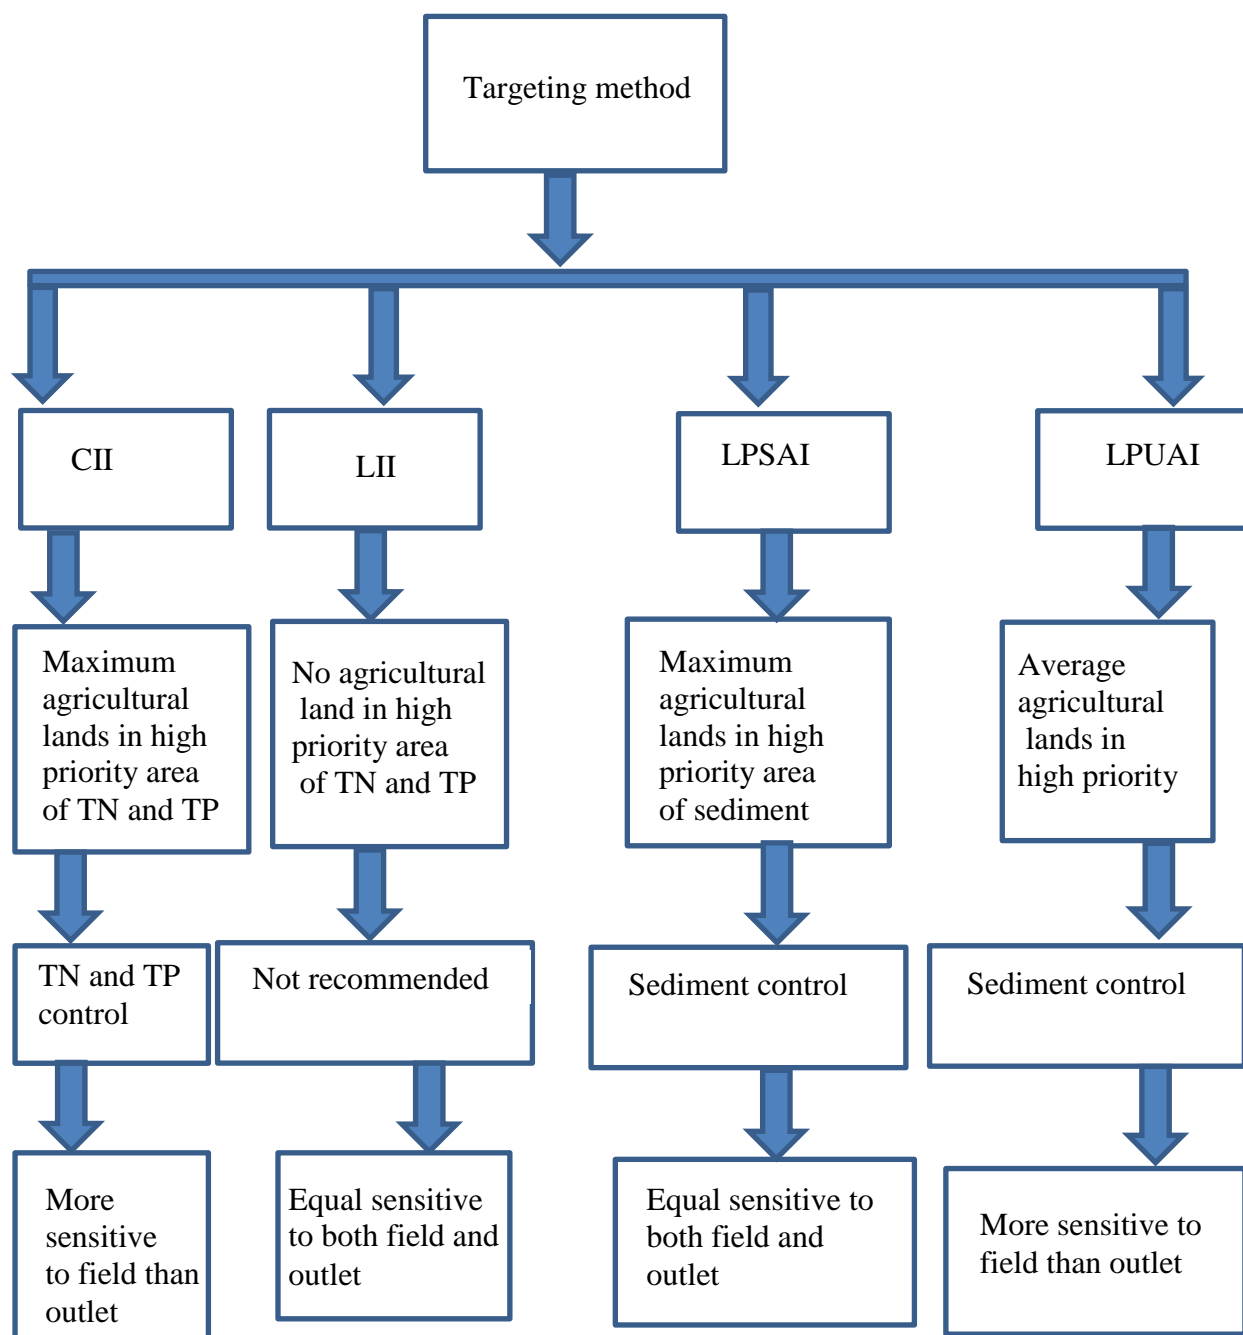 Targeting method
CII
LII
LPSAI
LPUAI
Maximum
agricultural
lands in high
priority area
of TN and TP
No agricultural
land in high
priority area
of TN and TP
Maximum
agricultural
lands in high
priority area
of sediment
Average
agricultural
lands in
high priority
TN and TP
control
Not recommended
Sediment control
Sediment control
More
sensitive
to field than
outlet
Equal sensitive
to both field and
outlet
Equal sensitive to
both field and
outlet
More sensitive to
field than outlet